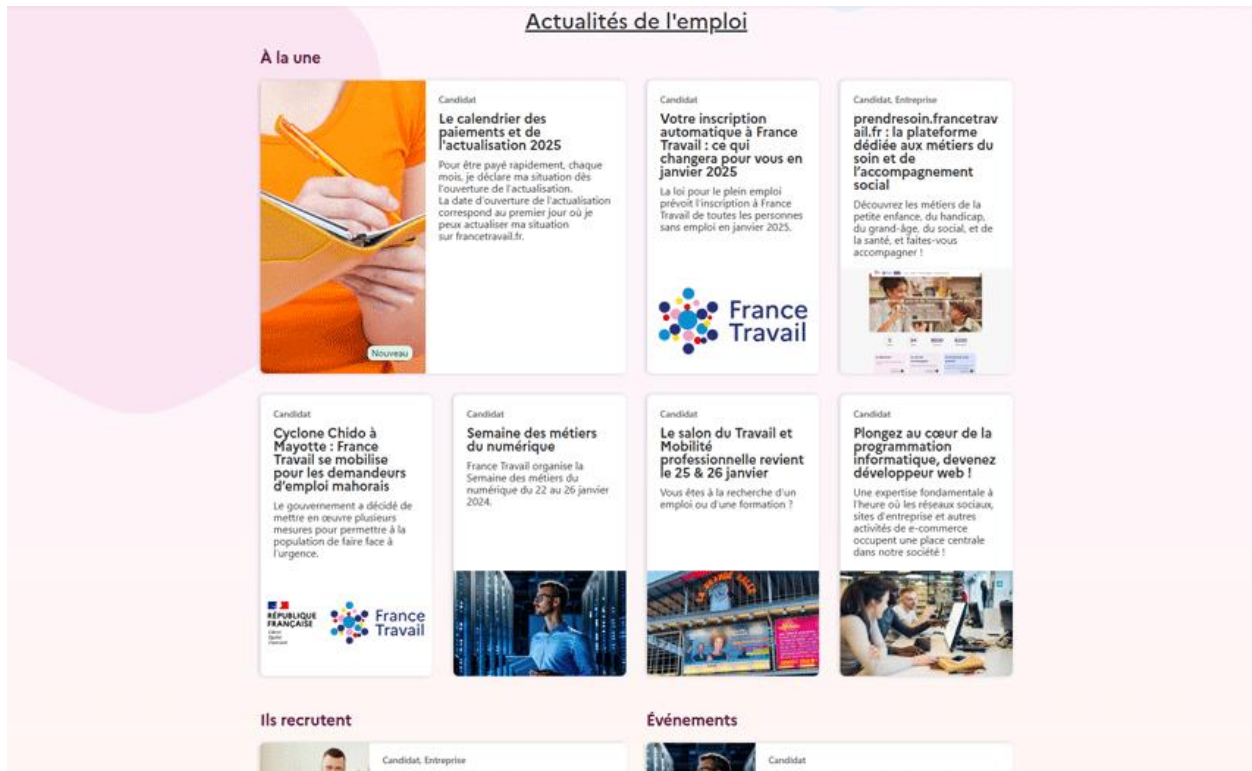 Actualités de l'emploi
À la une
Candidat
Le calendrier des
paiements et de
l'actualisation 2025
Pour être payé rapidement, chaque
mois, je déclare ma situation dès
l'ouverture de l'actualisation.
La date d'ouverture de l'actualisation
correspond au premier jour où je
peux actualiser ma situation
sur francetravail.fr.
Nouveau
Candidat
Votre inscription
automatique à France
Travail : ce qui
changera pour vous en
janvier 2025
La loi pour le plein emploi
prévoit l'inscription à France
Travail de toutes les personnes
sans emploi en janvier 2025.
France
Travail
Candidat, Entreprise
prendresoin.francetrav
ail.fr : la plateforme
dédiée aux métiers du
soin et de
l'accompagnement
social
Découvrez les métiers de la
petite enfance, du handicap,
du grand-âge, du social, et de
la santé, et faites-vous
accompagner !
Candidat
Cyclone Chido à
Mayotte : France
Travail se mobilise
pour les demandeurs
d'emploi mahorais
Le gouvernement a décidé de
mettre en œuvre plusieurs
mesures pour permettre à la
population de faire face à
l'urgence.
RÉPUBLIQUE
FRANÇAISE
France
Travail
Candidat
Semaine des métiers
du numérique
France Travail organise la
Semaine des métiers du
numérique du 22 au 26 janvier
2024.
Candidat
Le salon du Travail et
Mobilité
professionnelle revient
le 25 & 26 janvier
Vous êtes à la recherche d'un
emploi ou d'une formation ?
Candidat
Plongez au cœur de la
programmation
informatique, devenez
développeur web !
Une expertise fondamentale à
l'heure où les réseaux sociaux,
sites d'entreprise et autres
activités de e-commerce
occupent une place centrale
dans notre société !
Ils recrutent
Événements
Candidat, Entreprise
Candidat